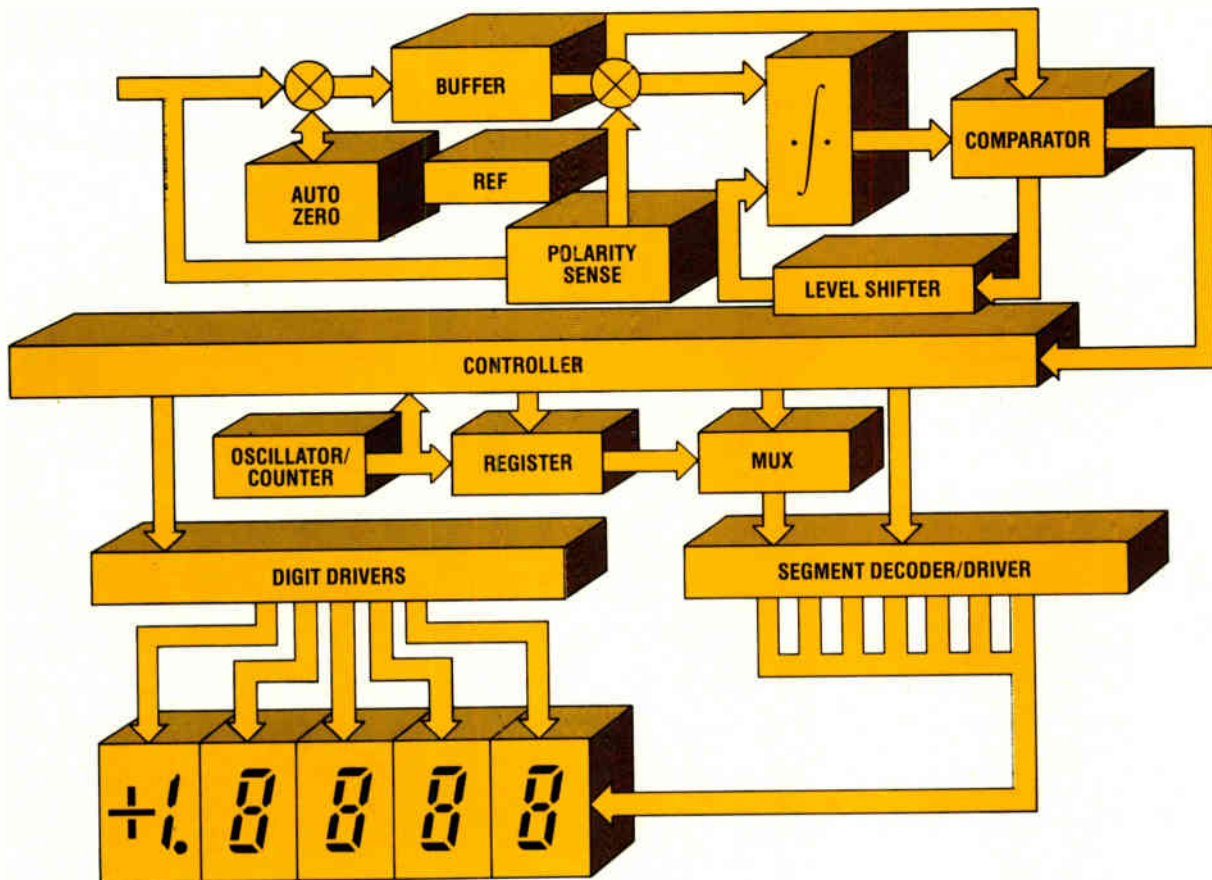 BUFFER
AUTO
ZERO
REF
POLARITY
SENSE
∫
COMPARATOR
LEVEL SHIFTER
CONTROLLER
OSCILLATOR/
COUNTER
REGISTER
MUX
DIGIT DRIVERS
SEGMENT DECODER/DRIVER
+1. 8 8 8 8